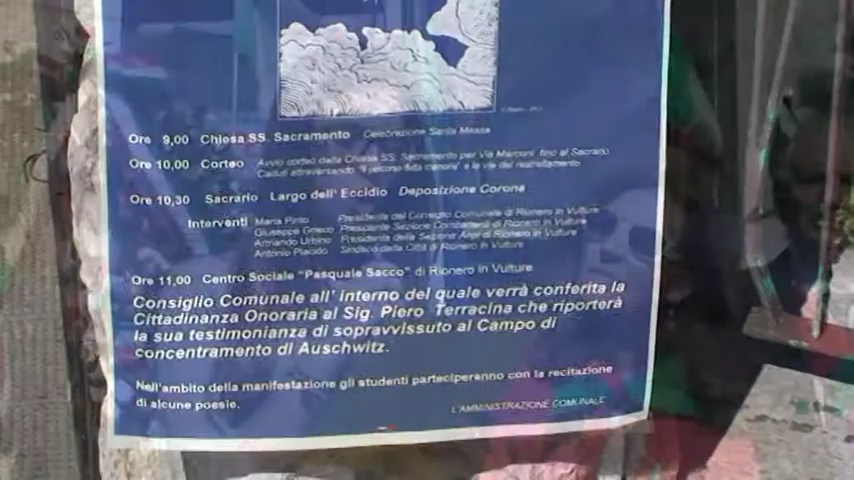 Ore 9,00 Chiesa SS. Sacramento Celebrazione Santa Messa
Ore 10,00 Corteo Avvio corteo dalla Chiesa SS. Sacramento per Via Marconi fino al Sacrario
Caduti attraversando "il percorso della memoria" e la via del
Ore 10,30 Sacrario Largo dell'Eccidio Deposizione Corona
Interventi Maria Pinto Presidente del Consiglio Comunale di Rionero in Vulture
Giuseppe Grieco Presidente Sezione Combattenti di Rionero in Vulture
Armando Urbino Presidente della Sezione Anpi di Rionero in Vulture
Antonio Placido Sindaco della Città di Rionero in Vulture
Ore 11,00 Centro Sociale "Pasquale Sacco" di Rionero in Vulture
Consiglio Comunale all'interno del quale verrà conferita la
Cittadinanza Onoraria al Sig. Piero Terracina che riporterà
la sua testimonianza di sopravvissuto al Campo di
concentramento di Auschwitz.
Nell'ambito della manifestazione gli studenti parteciperanno con la recitazione
di alcune poesie.
L'AMMINISTRAZIONE COMUNALE